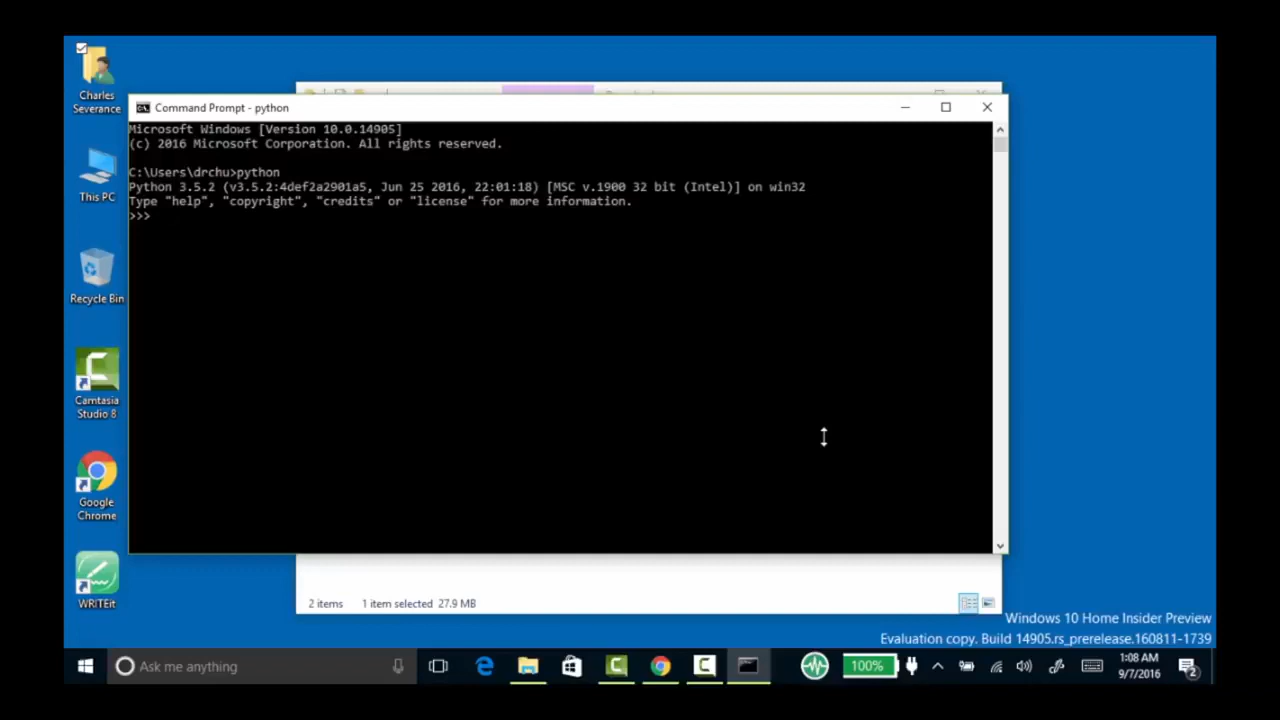 Charles
Severance
This PC
Recycle Bin
Camtasia
Studio 8
Google
Chrome
WRITEit
Command Prompt - python
Microsoft Windows [Version 10.0.14905]
(c) 2016 Microsoft Corporation. All rights reserved.
C:\Users\drchu>python
Python 3.5.2 (v3.5.2:4def2a2901a5, Jun 25 2016, 22:01:18) [MSC v.1900 32 bit (Intel)] on win32
Type "help", "copyright", "credits" or "license" for more information.
>>>
2 items 1 item selected 27.9 MB
Windows 10 Home Insider Preview
Evaluation copy. Build 14905.rs_prerelease.160811-1739
Ask me anything
100%
1:08 AM
9/7/2016
2